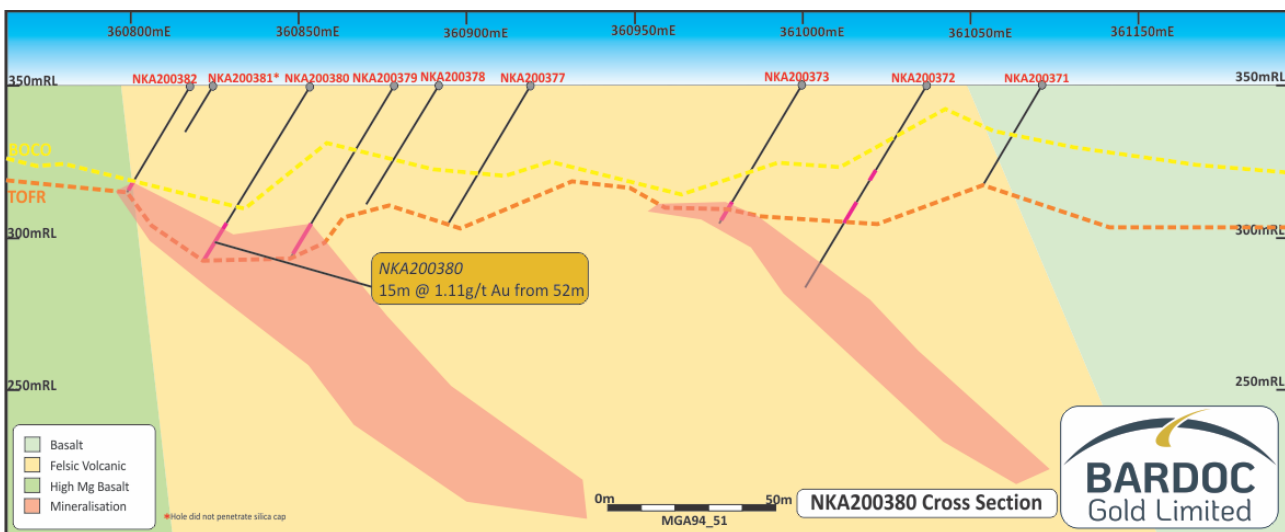 360800mE 360850mE 360900mE 360950mE 361000mE 361050mE 361150mE
350mRL NKA200382 NKA200381* NKA200380 NKA200379 NKA200378 NKA200377 NKA200373 NKA200372 NKA200371 350mRL
BOCO
TOFR
300mRL 300mRL
NKA200380
15m @ 1.11g/t Au from 52m
250mRL 250mRL
Basalt
Felsic Volcanic
High Mg Basalt
Mineralisation
*Hole did not penetrate silica cap
0m 50m
MGA94_51
NKA200380 Cross Section
BARDOC
Gold Limited